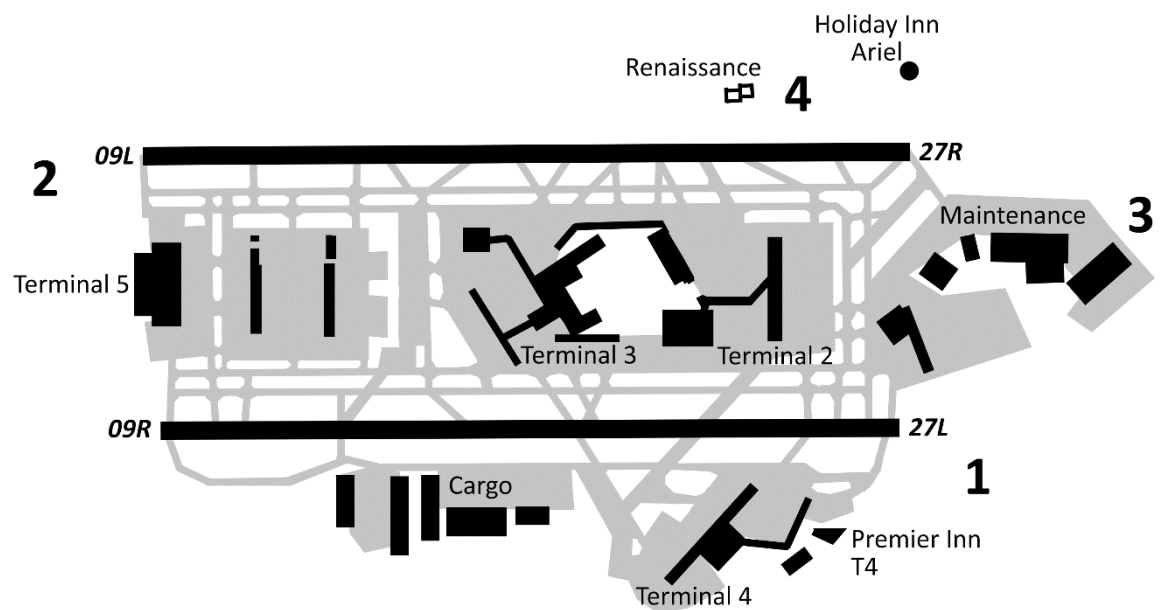 Holiday Inn
Ariel
Renaissance
4
09L
27R
2
Maintenance
3
Terminal 5
Terminal 3
Terminal 2
09R
27L
Cargo
1
Premier Inn
T4
Terminal 4